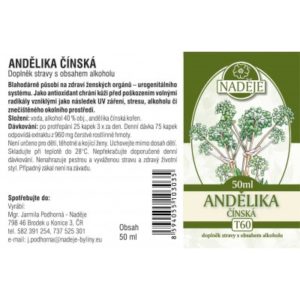 ANDĚLIKA ČÍNSKÁ
Doplněk stravy s obsahem alkoholu
Blahodárně působí na zdraví ženských orgánů – urogenitálního
systému. Jako antioxidant chrání kůži před poškozením volnými
radikály vzniklými jako následek UV záření, stresu, alkoholu či
znečištěného okolního prostředí.
Složení: voda, alkohol 40 % obj., andělika čínská kořen.
Dávkování: po prosjení 25 kapek 3 x za den. Denní dávka 75 kapek
odpovídá extraktu z 960 mg čerstvé rostlinné hmoty.
Není určeno pro děti, těhotné a kojící ženy. Uchovejte mimo dosah dětí.
Skladujte při teplotě do 28°C. Nepřekračujte doporučené denní
dávkování. Nenahrazuje pestrou a vyváženou stravu a zdravý životní styl.
Případný zákal není na závadu.
Spotřebujte do:
Vyrábí:
Mgr. Jarmila Podhorná - Naděje
798 46 Brodek u Konice 3, ČR
tel. 582 391 254, 737 525 301
e-mail: j.podhorna@nadeje-byliny.eu
Obsah
50 ml
8 594055 103035
NADĚJE
50ml
ANDĚLIKA
ČÍNSKÁ
T60
doplněk stravy s obsahem alkoholu